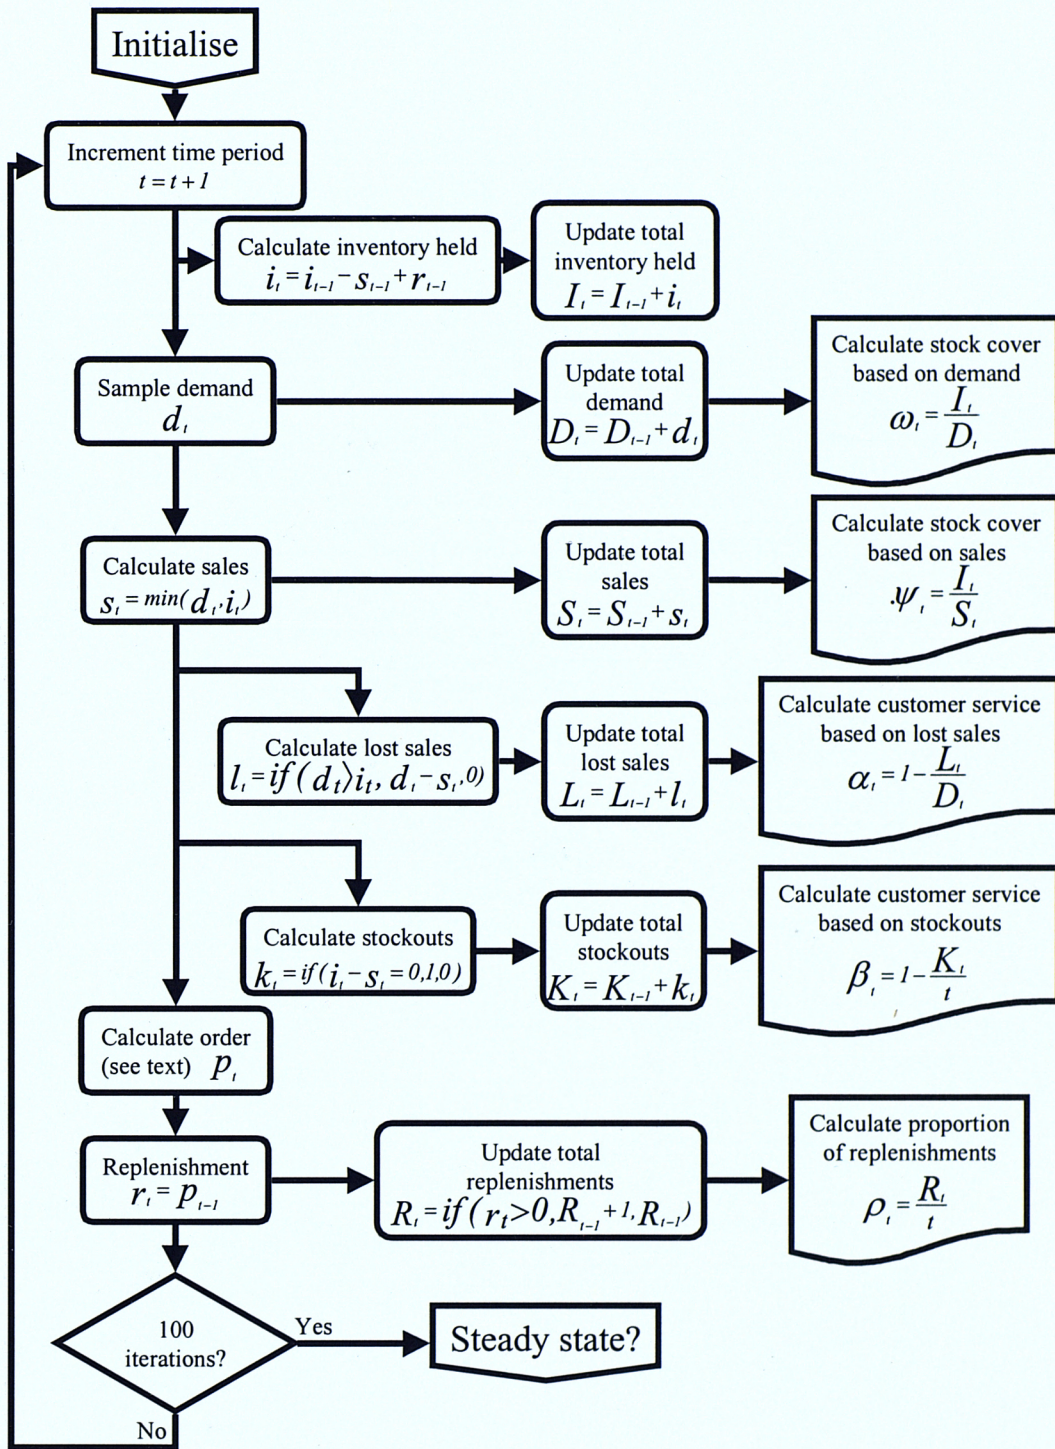 Initialise
Increment time period
t = t + 1
Calculate inventory held
iₜ = iₜ₋₁ − sₜ₋₁ + rₜ₋₁
Update total
inventory held
Iₜ = Iₜ₋₁ + iₜ
Sample demand
dₜ
Update total
demand
Dₜ = Dₜ₋₁ + dₜ
Calculate stock cover
based on demand
ωₜ = Iₜ/Dₜ
Calculate sales
sₜ = min(dₜ, iₜ)
Update total
sales
Sₜ = Sₜ₋₁ + sₜ
Calculate stock cover
based on sales
.ψₜ = Iₜ/Sₜ
Calculate lost sales
lₜ = if(dₜ⟩iₜ, dₜ − sₜ, 0)
Update total
lost sales
Lₜ = Lₜ₋₁ + lₜ
Calculate customer service
based on lost sales
αₜ = 1 − Lₜ/Dₜ
Calculate stockouts
kₜ = if(iₜ − sₜ = 0,1,0)
Update total
stockouts
Kₜ = Kₜ₋₁ + kₜ
Calculate customer service
based on stockouts
βₜ = 1 − Kₜ/t
Calculate order
(see text) pₜ
Replenishment
rₜ = pₜ₋₁
Update total
replenishments
Rₜ = if(rₜ>0, Rₜ₋₁ + 1, Rₜ₋₁)
Calculate proportion
of replenishments
ρₜ = Rₜ/t
100
iterations?
Yes
Steady state?
No